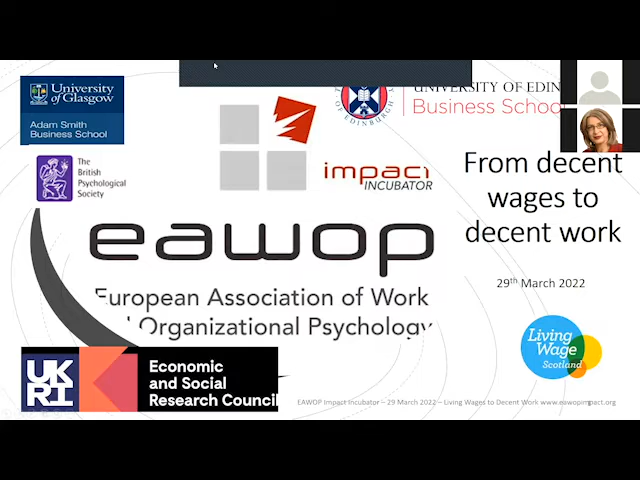 University
of Glasgow
Adam Smith
Business School
UNIVERSITY OF EDIN
Business School
OF EDINBURGH
The
British
Psychological
Society
impact
INCUBATOR
From decent
wages to
decent work
eawop
European Association of Work
Organizational Psychology
29th March 2022
Living
Wage
Scotland
UK
RI
Economic
and Social
Research Council
EAWOP Impact Incubator – 29 March 2022 – Living Wages to Decent Work www.eawopimpact.org